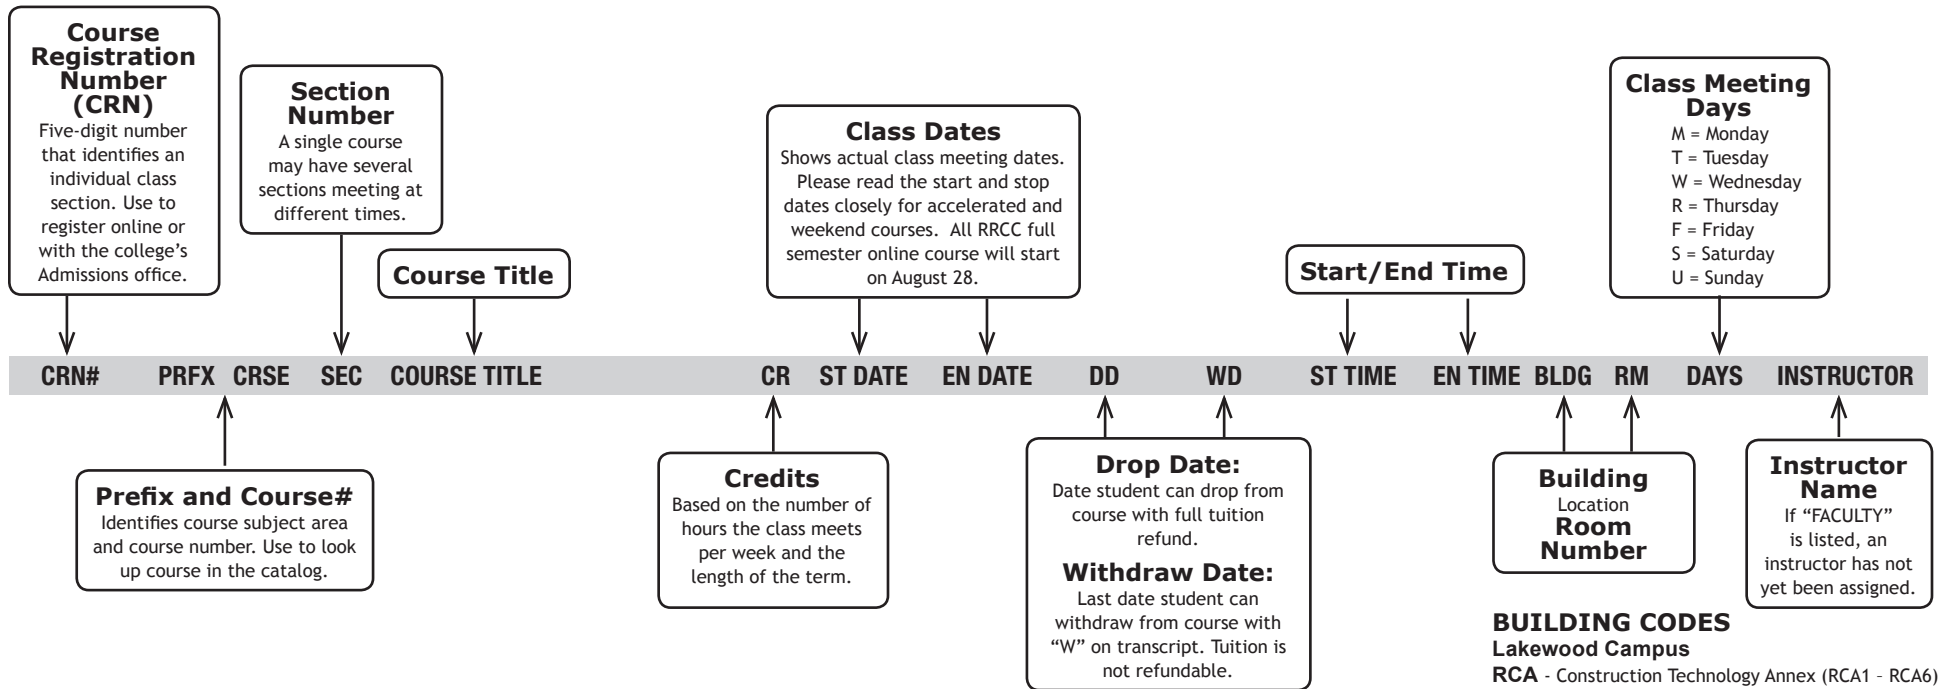 Course
Registration
Number
(CRN)
Five-digit number
that identifies an
individual class
section. Use to
register online or
with the college’s
Admissions office.
Section
Number
A single course
may have several
sections meeting at
different times.
Course Title
Class Dates
Shows actual class meeting dates.
Please read the start and stop
dates closely for accelerated and
weekend courses.  All RRCC full
semester online course will start
on August 28.
Start/End Time
Class Meeting
Days
M = Monday
T = Tuesday
W = Wednesday
R = Thursday
F = Friday
S = Saturday
U = Sunday
CRN# PRFX CRSE SEC COURSE TITLE CR ST DATE EN DATE DD WD ST TIME EN TIME BLDG RM DAYS INSTRUCTOR
Prefix and Course#
Identifies course subject area
and course number. Use to look
up course in the catalog.
Credits
Based on the number of
hours the class meets
per week and the
length of the term.
Drop Date:
Date student can drop from
course with full tuition
refund.
Withdraw Date:
Last date student can
withdraw from course with
“W” on transcript. Tuition is
not refundable.
Building
Location
Room
Number
Instructor
Name
If “FACULTY”
is listed, an
instructor has not
yet been assigned.
BUILDING CODES
Lakewood Campus
RCA - Construction Technology Annex (RCA1 – RCA6)